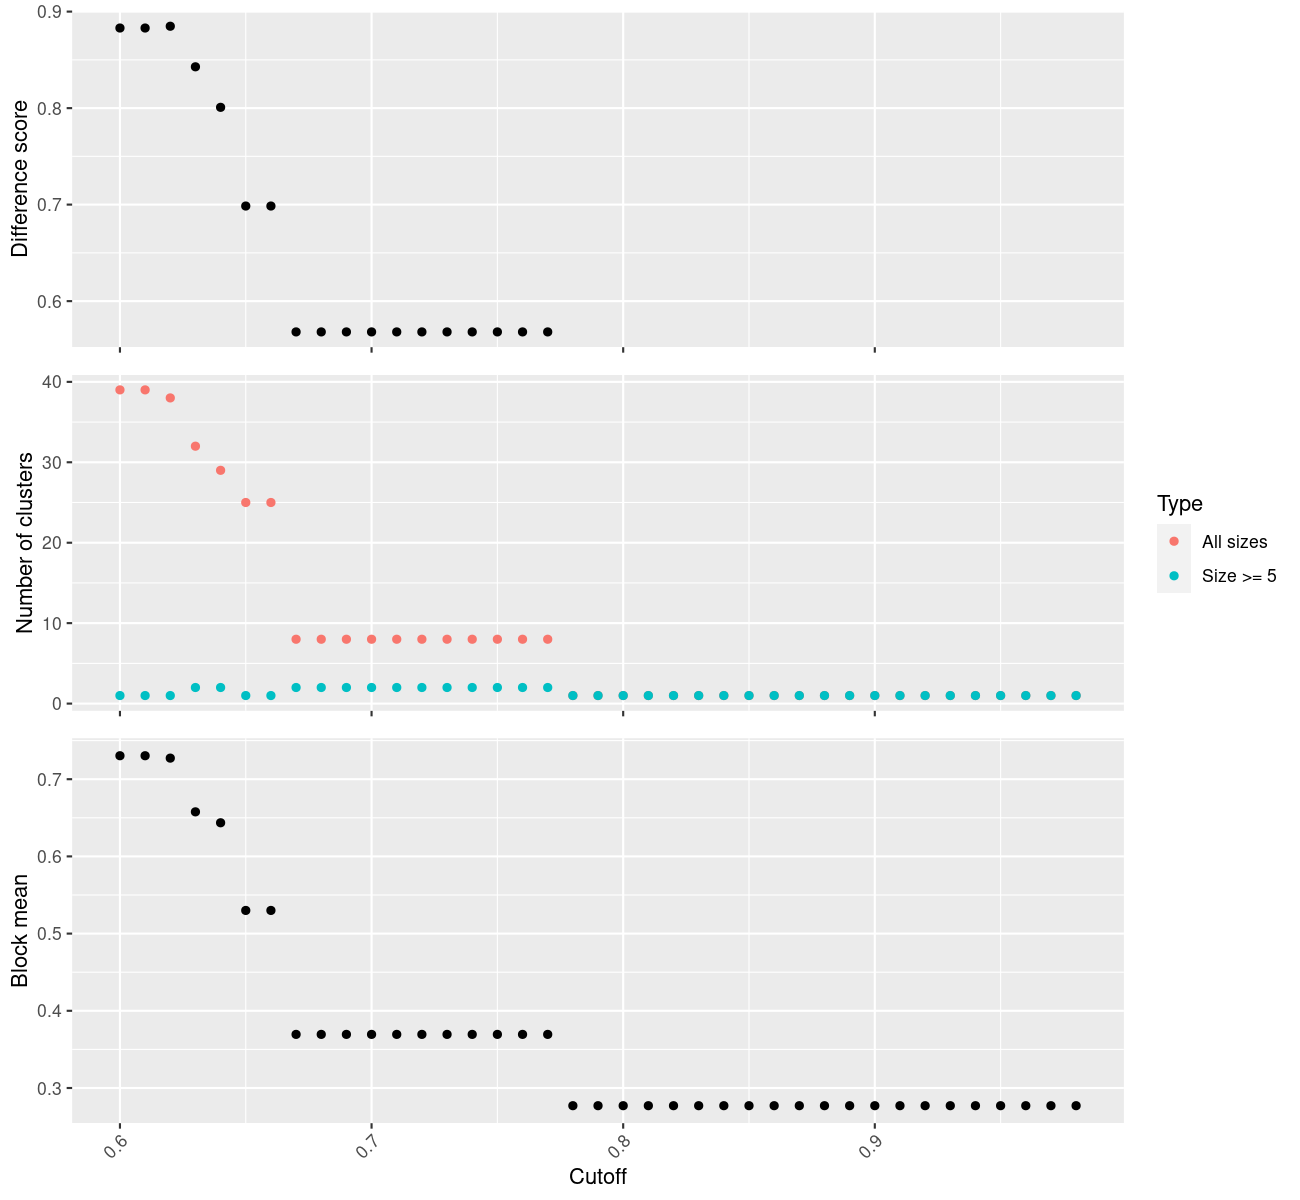 Difference score
0.9
0.8
0.7
0.6
Number of clusters
40
30
20
10
0
Type
All sizes
Size >= 5
Block mean
0.7
0.6
0.5
0.4
0.3
0.6
0.7
0.8
0.9
Cutoff